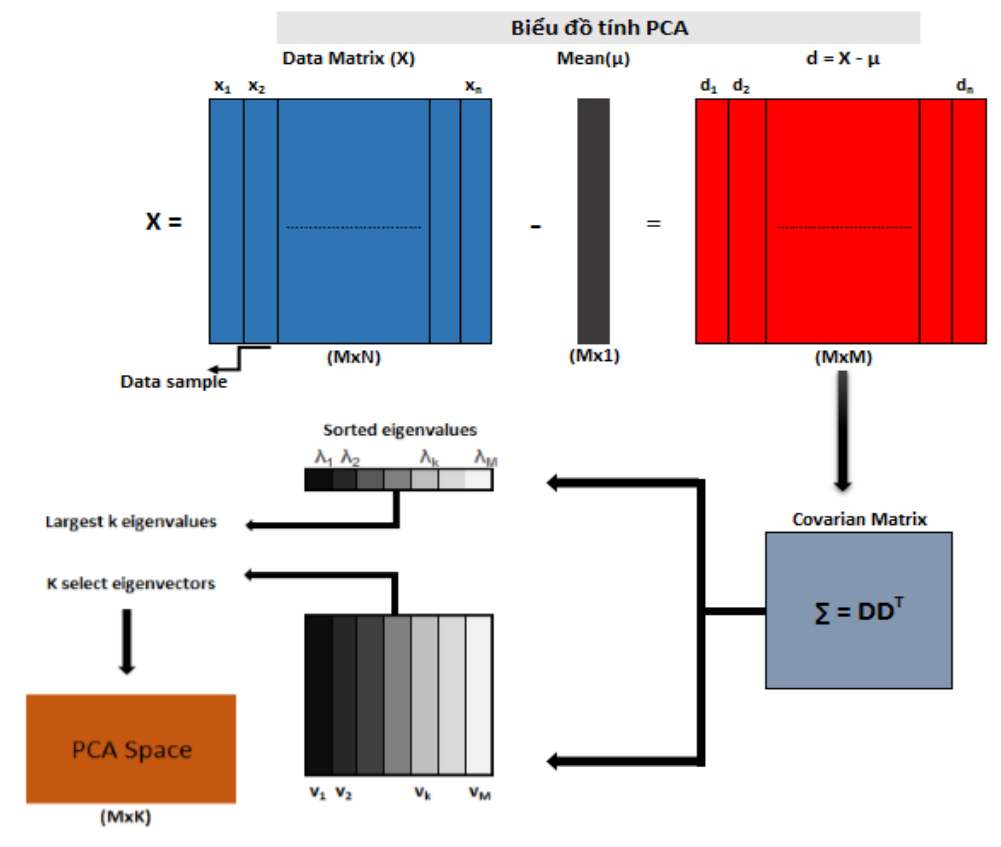 Biểu đồ tính PCA
Data Matrix (X) Mean(μ) d = X - μ
x₁ x₂ xₙ d₁ d₂ dₙ
X = - =
(MxN) (Mx1) (MxM)
Data sample
Sorted eigenvalues
λ₁ λ₂ λₖ λM
Largest k eigenvalues
Covarian Matrix
K select eigenvectors
∑ = DDᵀ
PCA Space
v₁ v₂ vₖ vM
(MxK)